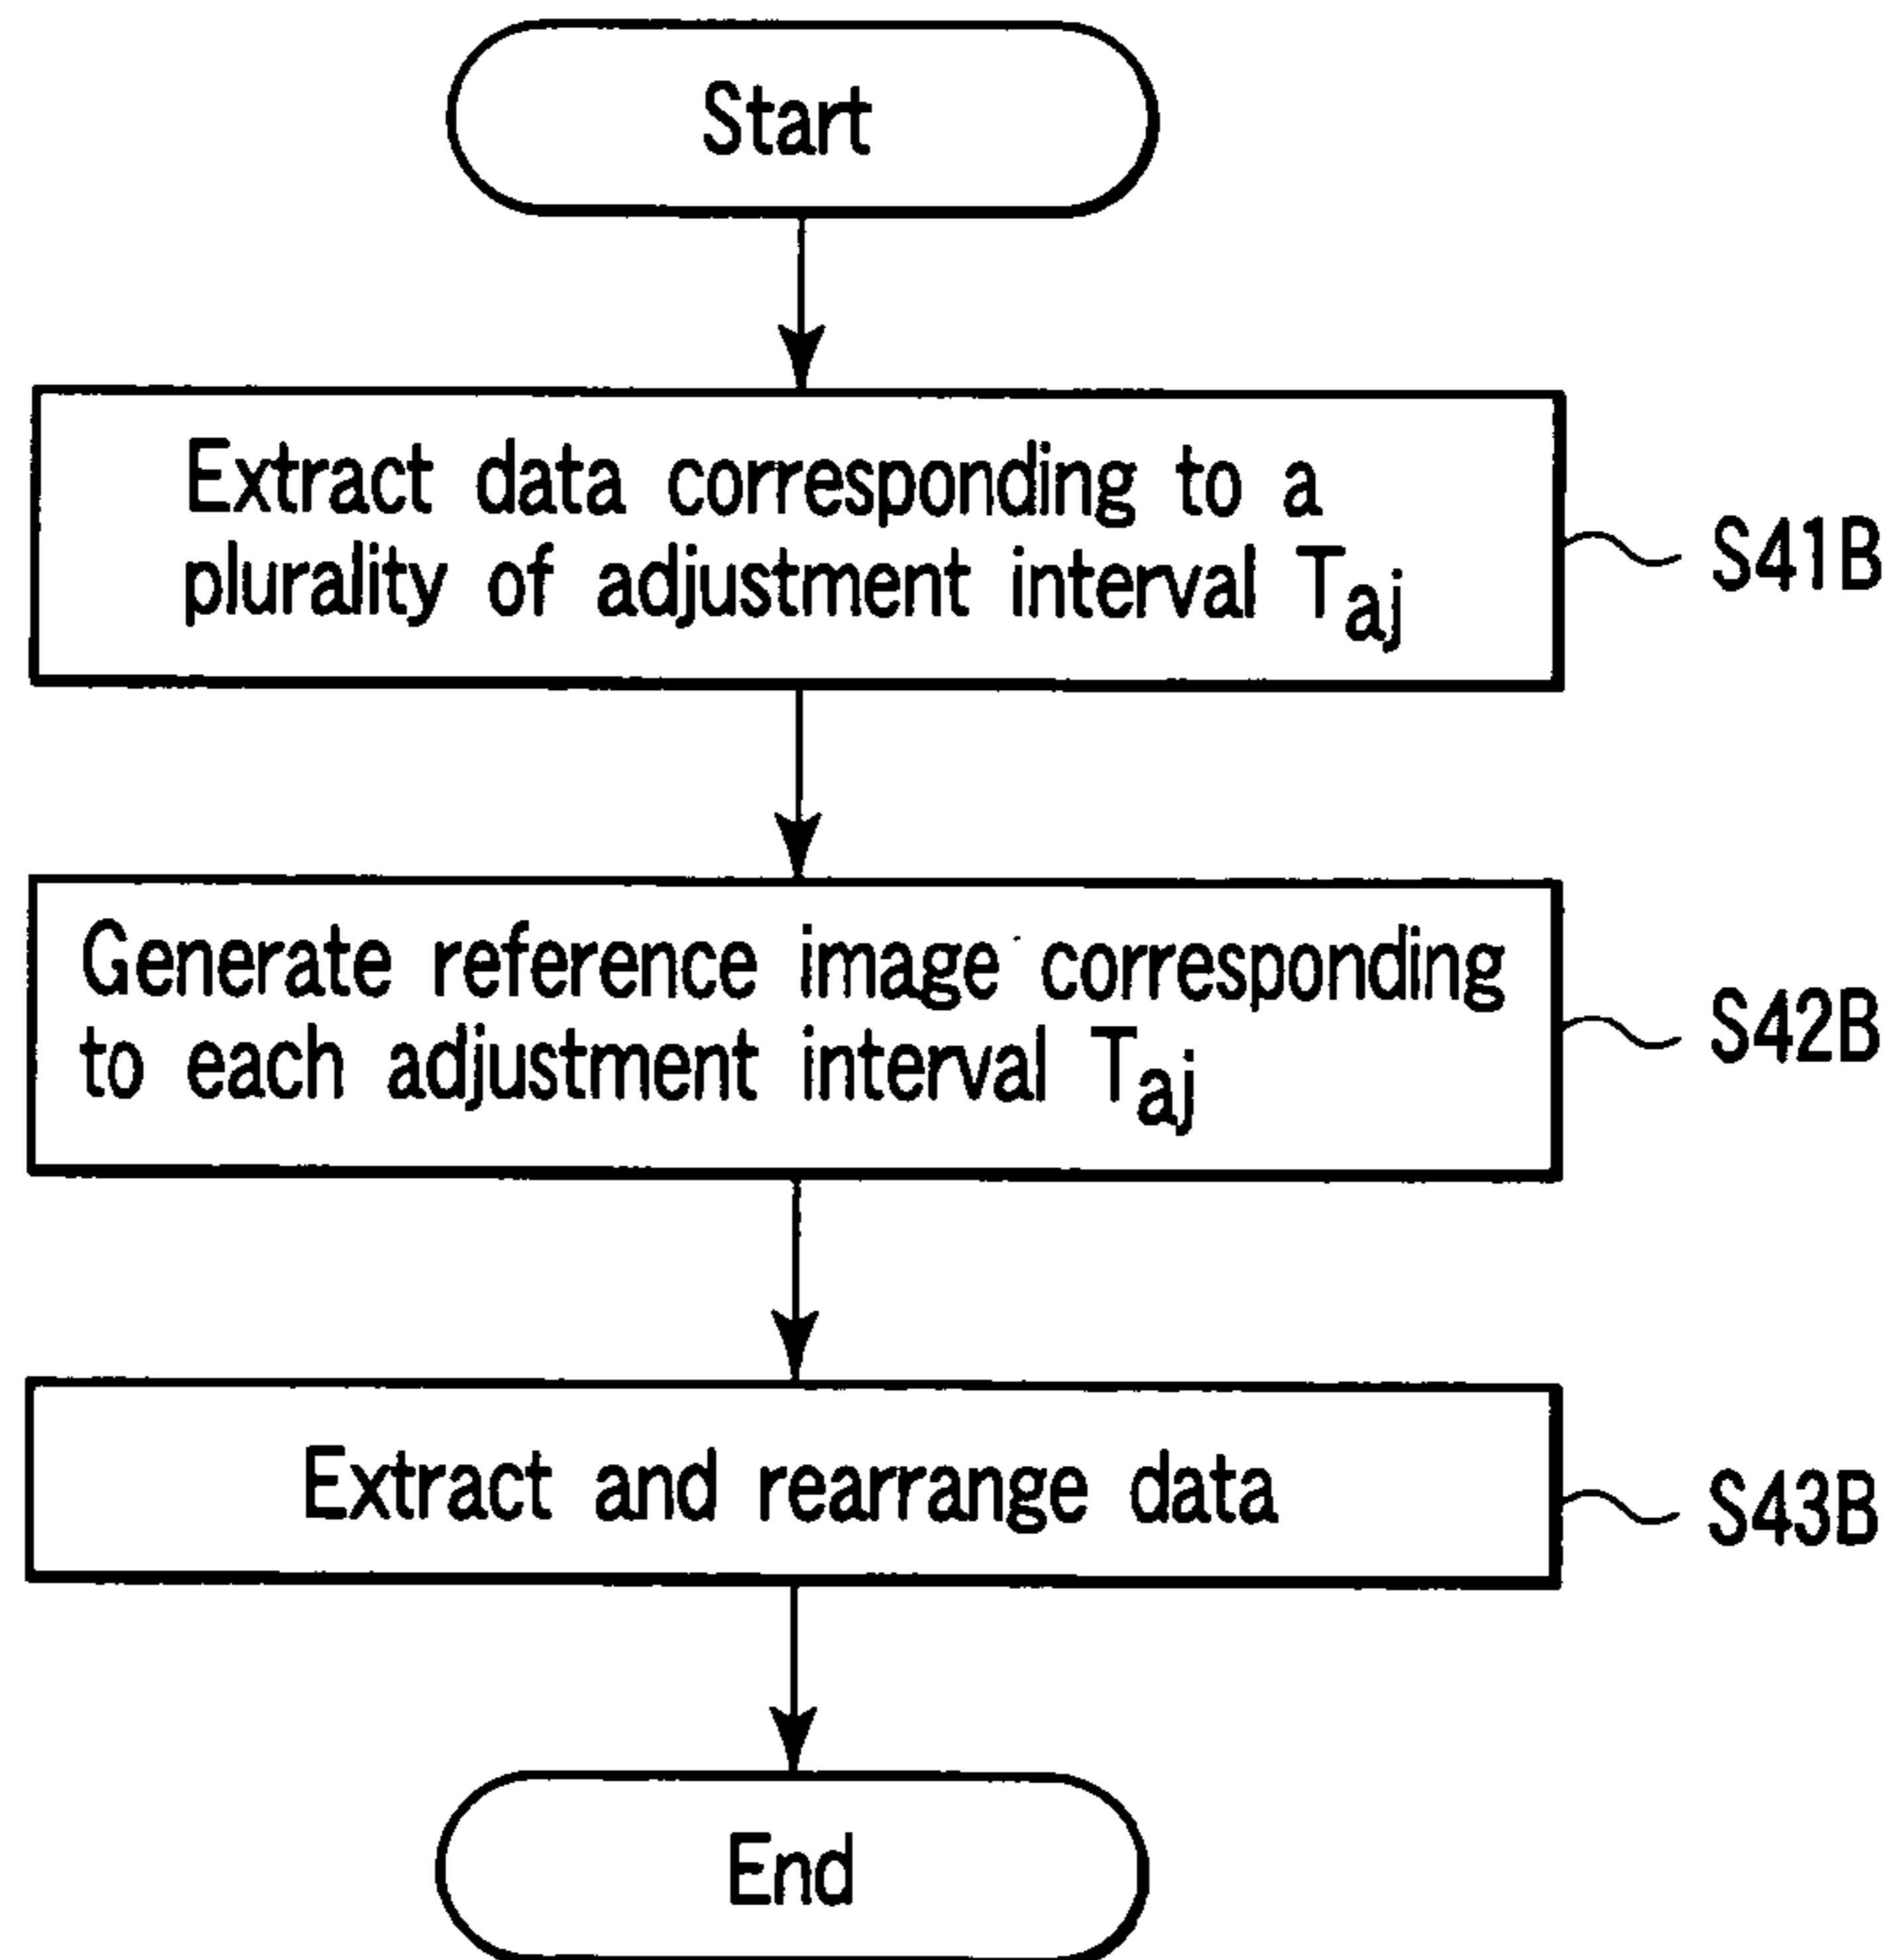 Start
Extract data corresponding to a
plurality of adjustment interval Taj
S41B
Generate reference image corresponding
to each adjustment interval Taj
S42B
Extract and rearrange data
S43B
End